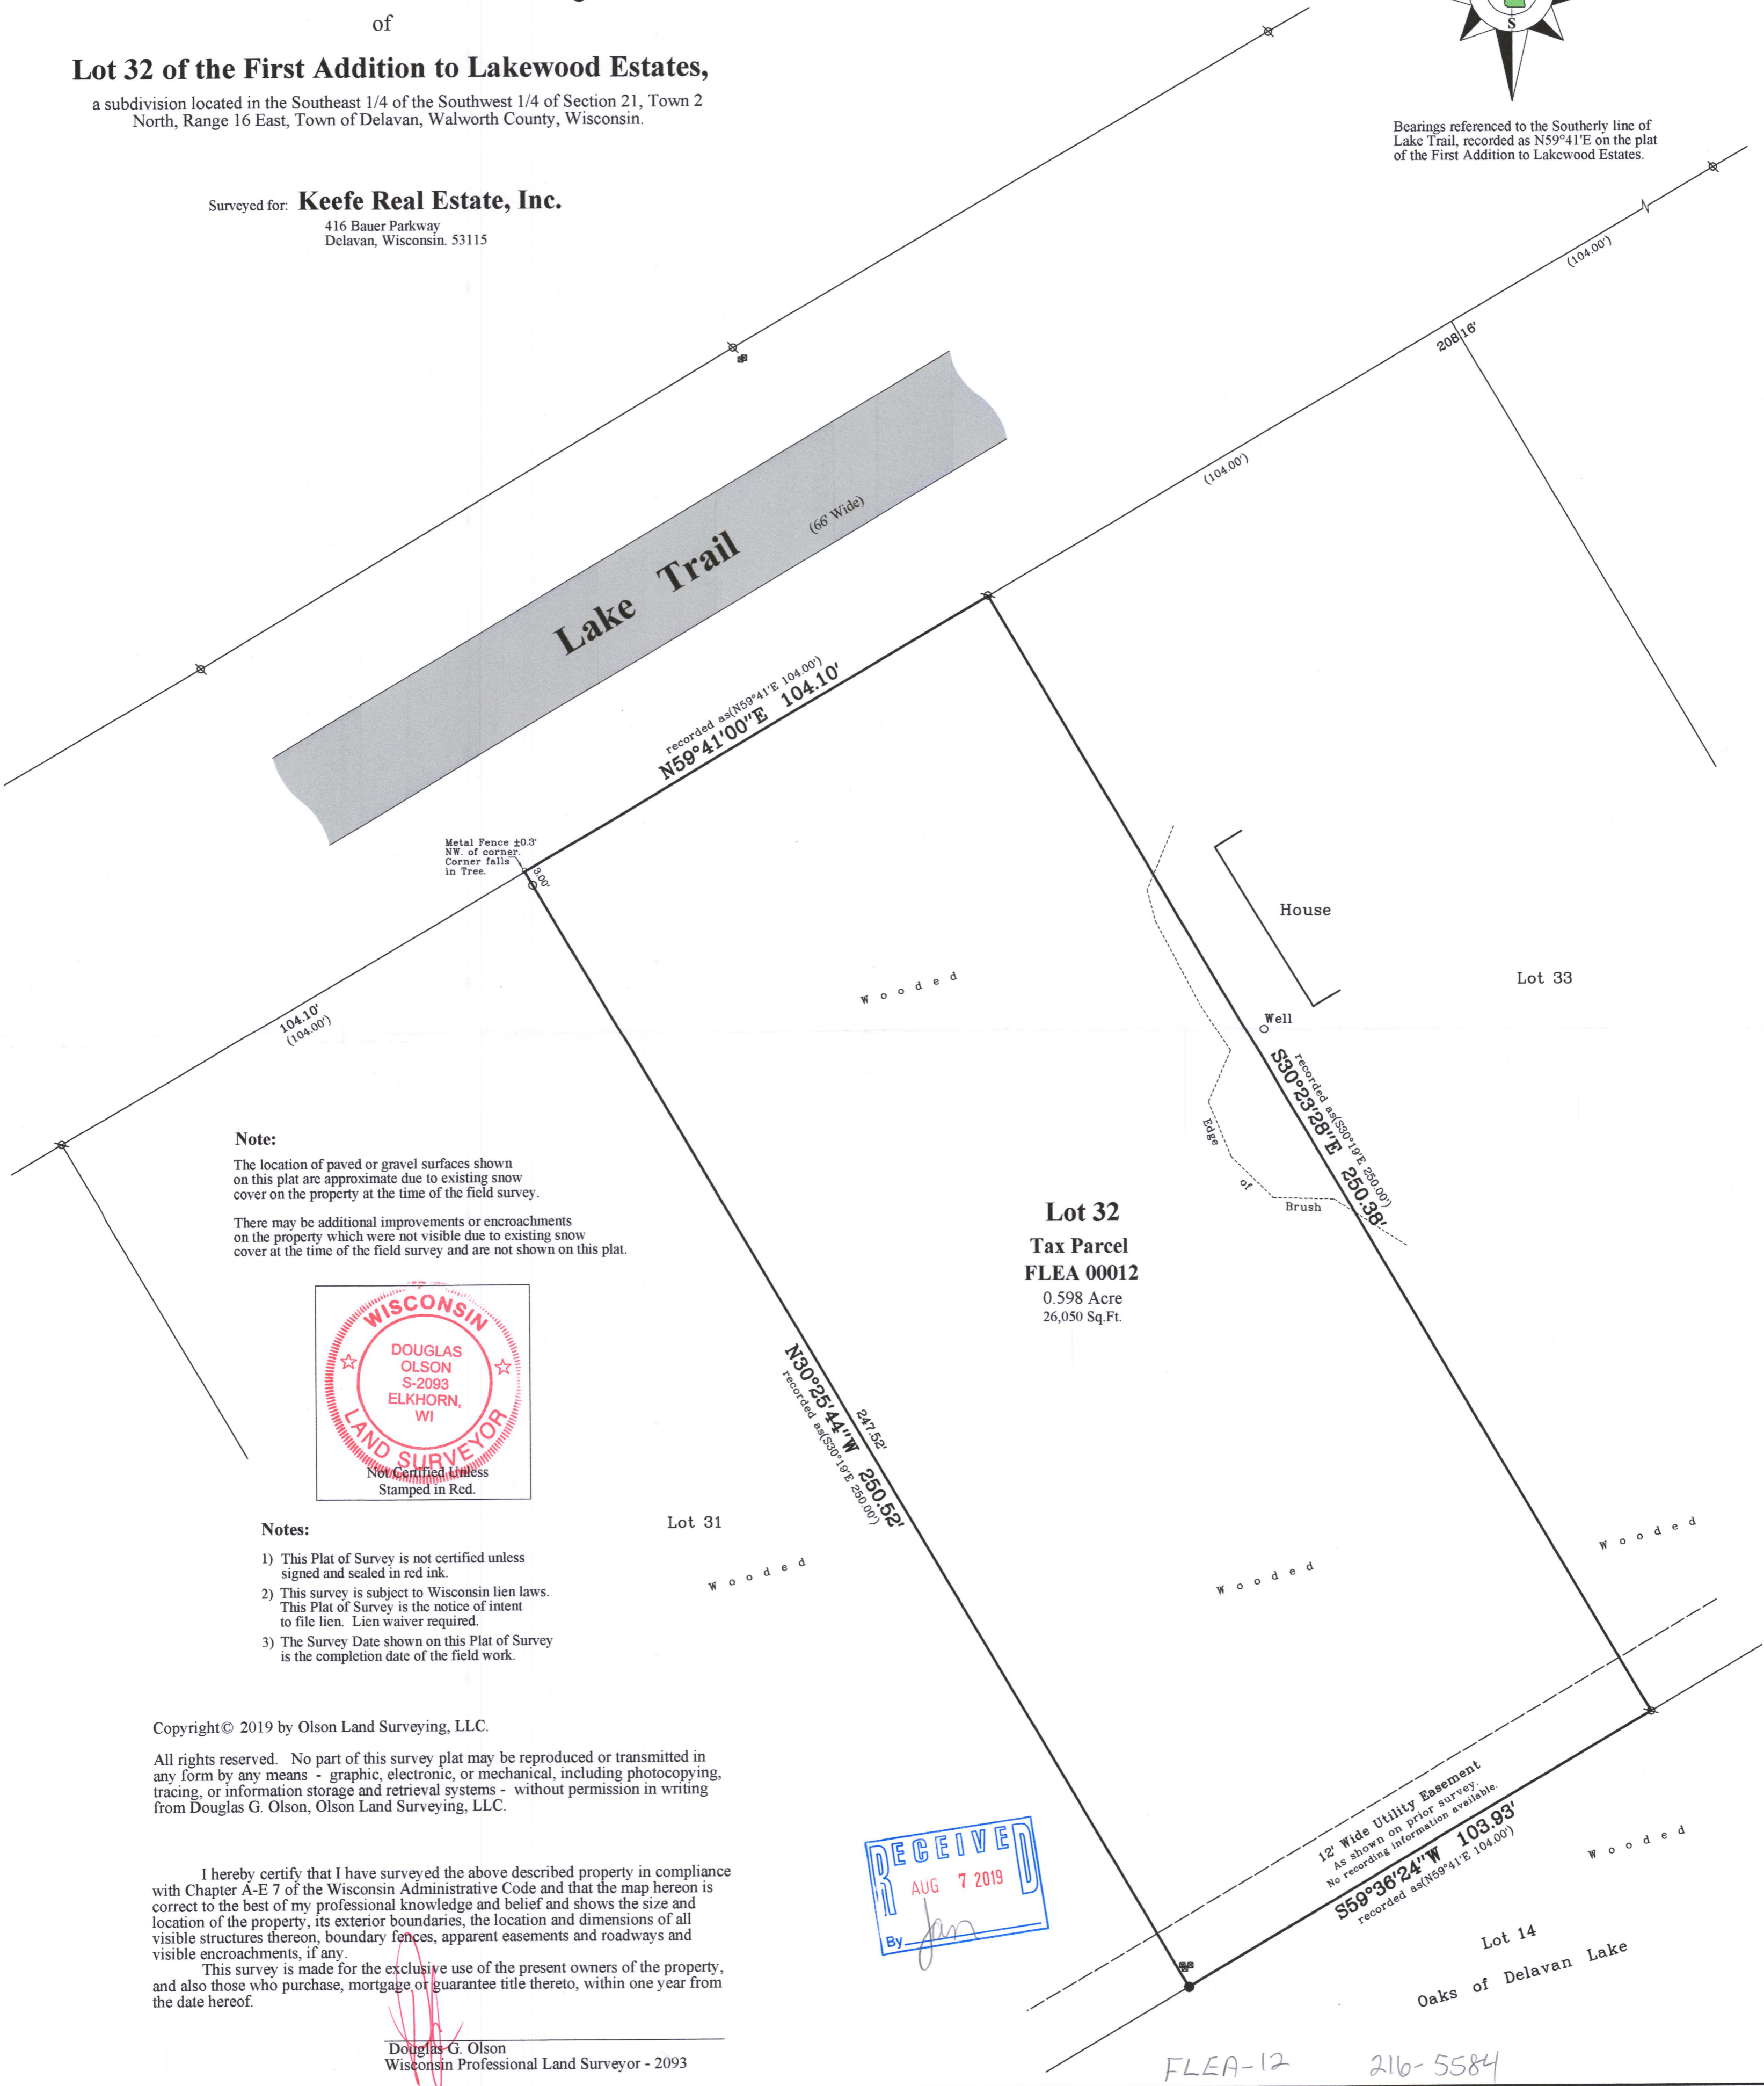 of
Lot 32 of the First Addition to Lakewood Estates,
a subdivision located in the Southeast 1/4 of the Southwest 1/4 of Section 21, Town 2
North, Range 16 East, Town of Delavan, Walworth County, Wisconsin.
Surveyed for: Keefe Real Estate, Inc.
416 Bauer Parkway
Delavan, Wisconsin. 53115
S
Bearings referenced to the Southerly line of
Lake Trail, recorded as N59°41'E on the plat
of the First Addition to Lakewood Estates.
(104.00')
208.16'
(104.00')
Lake Trail (66' Wide)
recorded as(N59°41'E 104.00')
N59°41'00"E 104.10'
Metal Fence ±0.3'
NW. of corner.
Corner falls
in Tree.
3.00'
104.10'
(104.00')
House
Lot 33
Wooded
Well
recorded as(S30°19'E 250.00')
S30°23'28"E 250.38'
Edge
of
Brush
Note:
The location of paved or gravel surfaces shown
on this plat are approximate due to existing snow
cover on the property at the time of the field survey.
There may be additional improvements or encroachments
on the property which were not visible due to existing snow
cover at the time of the field survey and are not shown on this plat.
Lot 32
Tax Parcel
FLEA 00012
0.598 Acre
26,050 Sq.Ft.
WISCONSIN
DOUGLAS
OLSON
S-2093
ELKHORN,
WI
LAND SURVEYOR
Not Certified Unless
Stamped in Red.
247.52'
N30°25'44"W 250.52'
recorded as(S30°19'E 250.00')
Lot 31
Wooded
Wooded
Wooded
Notes:
1) This Plat of Survey is not certified unless
signed and sealed in red ink.
2) This survey is subject to Wisconsin lien laws.
This Plat of Survey is the notice of intent
to file lien. Lien waiver required.
3) The Survey Date shown on this Plat of Survey
is the completion date of the field work.
Copyright© 2019 by Olson Land Surveying, LLC.
All rights reserved. No part of this survey plat may be reproduced or transmitted in
any form by any means - graphic, electronic, or mechanical, including photocopying,
tracing, or information storage and retrieval systems - without permission in writing
from Douglas G. Olson, Olson Land Surveying, LLC.
12' Wide Utility Easement
As shown on prior survey.
No recording information available.
S59°36'24"W 103.93'
recorded as(N59°41'E 104.00')
Wooded
Lot 14
Oaks of Delavan Lake
RECEIVED
AUG 7 2019
By Jan
I hereby certify that I have surveyed the above described property in compliance
with Chapter A-E 7 of the Wisconsin Administrative Code and that the map hereon is
correct to the best of my professional knowledge and belief and shows the size and
location of the property, its exterior boundaries, the location and dimensions of all
visible structures thereon, boundary fences, apparent easements and roadways and
visible encroachments, if any.
This survey is made for the exclusive use of the present owners of the property,
and also those who purchase, mortgage or guarantee title thereto, within one year from
the date hereof.
Douglas G. Olson
Wisconsin Professional Land Surveyor - 2093
FLEA-12 216-5584